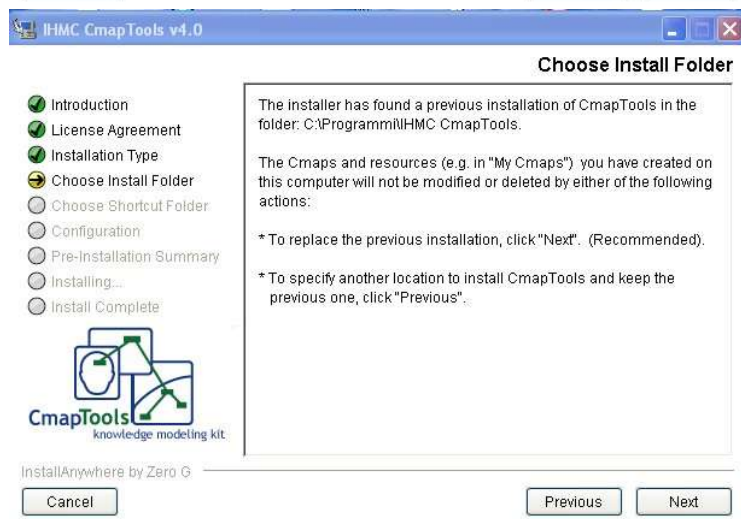 IHMC CmapTools v4.0
Choose Install Folder
Introduction
License Agreement
Installation Type
Choose Install Folder
Choose Shortcut Folder
Configuration
Pre-Installation Summary
Installing...
Install Complete
The installer has found a previous installation of CmapTools in the
folder: C:\Programmi\IHMC CmapTools.
The Cmaps and resources (e.g. in "My Cmaps")  you have created on
this computer will not be modified or deleted by either of the following
actions:
* To replace the previous installation, click "Next".  (Recommended).
* To specify another location to install CmapTools and keep the
previous one, click "Previous".
CmapTools
knowledge modeling kit
InstallAnywhere by Zero G
Cancel
Previous
Next